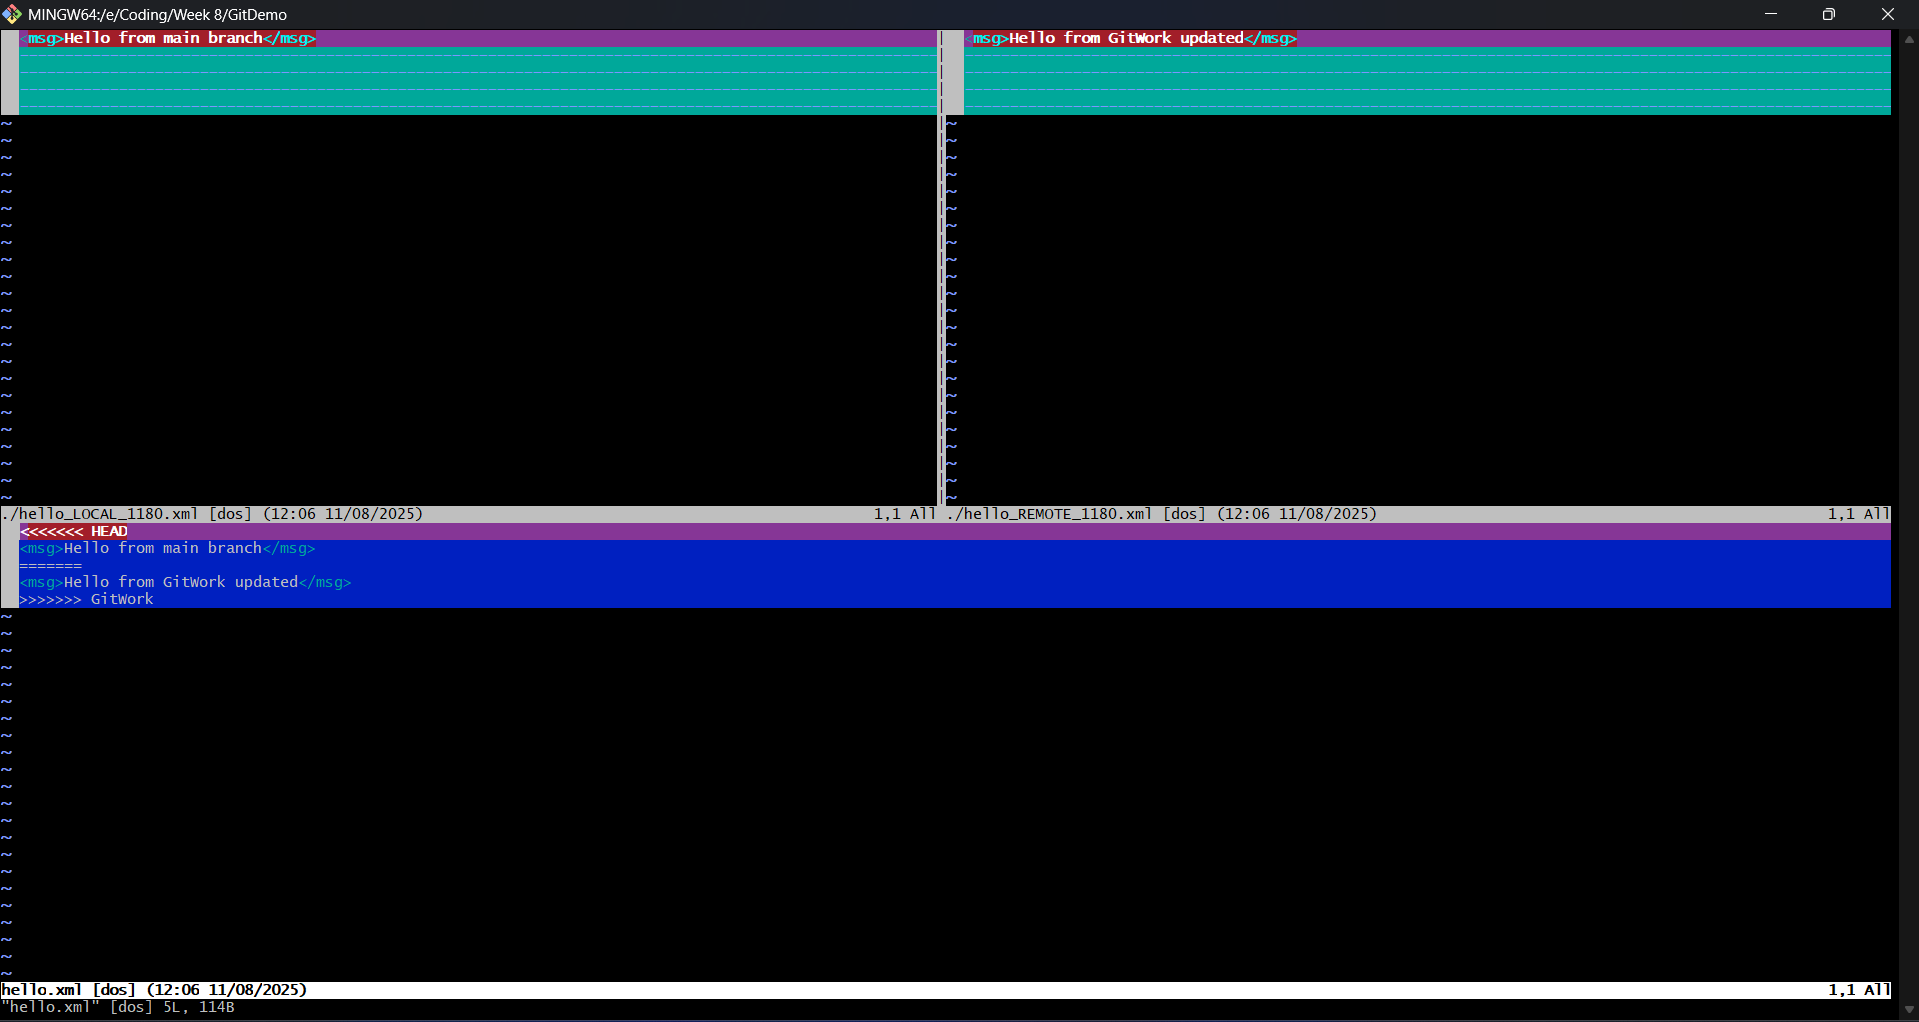 MINGW64:/e/Coding/Week 8/GitDemo
<msg>Hello from main branch</msg>
<msg>Hello from GitWork updated</msg>
./hello_LOCAL_1180.xml [dos] (12:06 11/08/2025) 1,1 All
./hello_REMOTE_1180.xml [dos] (12:06 11/08/2025) 1,1 All
<<<<<<< HEAD
<msg>Hello from main branch</msg>
=======
<msg>Hello from GitWork updated</msg>
>>>>>>> GitWork
hello.xml [dos] (12:06 11/08/2025) 1,1 All
"hello.xml" [dos] 5L, 114B